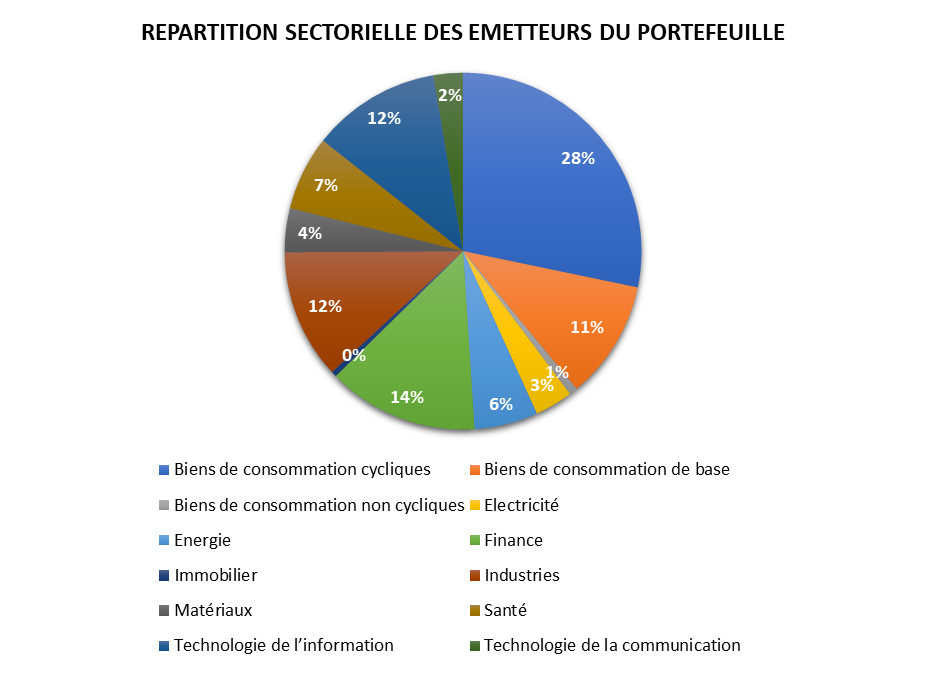 REPARTITION SECTORIELLE DES EMETTEURS DU PORTEFEUILLE
2%
12%
28%
7%
4%
12%
11%
0%
1%
3%
14%
6%
Biens de consommation cycliques
Biens de consommation de base
Biens de consommation non cycliques
Electricité
Energie
Finance
Immobilier
Industries
Matériaux
Santé
Technologie de l’information
Technologie de la communication